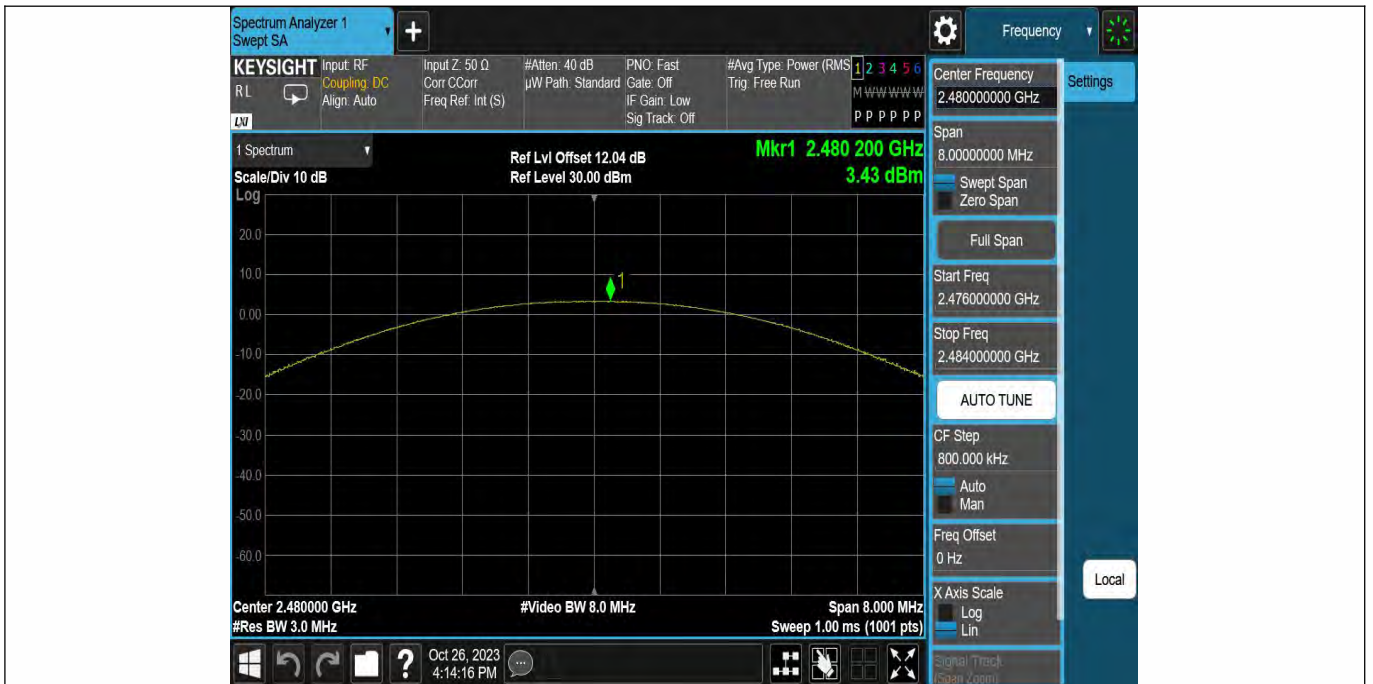 Spectrum Analyzer 1
Swept SA
+
Frequency
KEYSIGHT
RL
LXI
Input: RF
Coupling: DC
Align: Auto
Input Z: 50 Ω
Corr CCorr
Freq Ref: Int (S)
#Atten: 40 dB
µW Path: Standard
PNO: Fast
Gate: Off
IF Gain: Low
Sig Track: Off
#Avg Type: Power (RMS
Trig: Free Run
1 2 3 4 5 6
M W W W W W
P P P P P P
1 Spectrum
Scale/Div 10 dB
Ref Lvl Offset 12.04 dB
Ref Level 30.00 dBm
Mkr1 2.480 200 GHz
3.43 dBm
Log
20.0
10.0
0.00
-10.0
-20.0
-30.0
-40.0
-50.0
-60.0
1
Center 2.480000 GHz
#Video BW 8.0 MHz
Span 8.000 MHz
#Res BW 3.0 MHz
Sweep 1.00 ms (1001 pts)
?
Oct 26, 2023
4:14:16 PM
Center Frequency
2.480000000 GHz
Settings
Span
8.00000000 MHz
Swept Span
Zero Span
Full Span
Start Freq
2.476000000 GHz
Stop Freq
2.484000000 GHz
AUTO TUNE
CF Step
800.000 kHz
Auto
Man
Freq Offset
0 Hz
X Axis Scale
Log
Lin
Signal Track
(Span Zoom)
Local